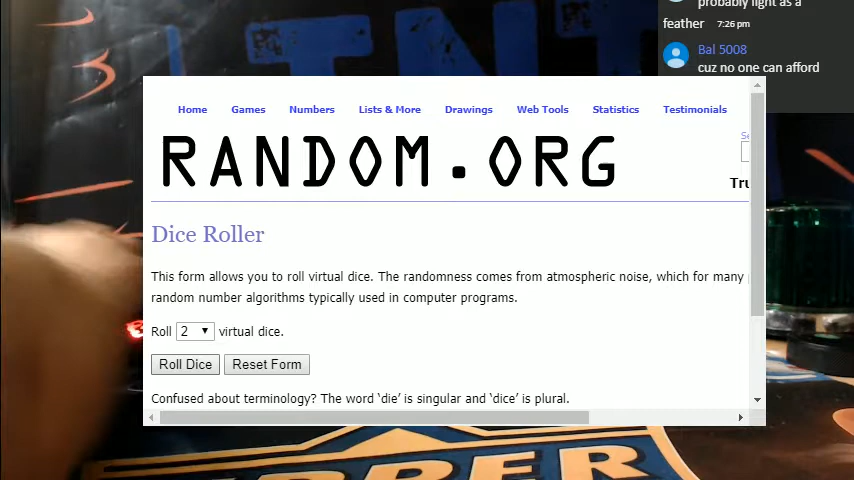 probably light as a
feather 7:26 pm
Bal 5008
cuz no one can afford
Home Games Numbers Lists & More Drawings Web Tools Statistics Testimonials
RANDOM.ORG
Tru
Dice Roller
This form allows you to roll virtual dice. The randomness comes from atmospheric noise, which for many
random number algorithms typically used in computer programs.
Roll 2 virtual dice.
Roll Dice Reset Form
Confused about terminology? The word ‘die’ is singular and ‘dice’ is plural.